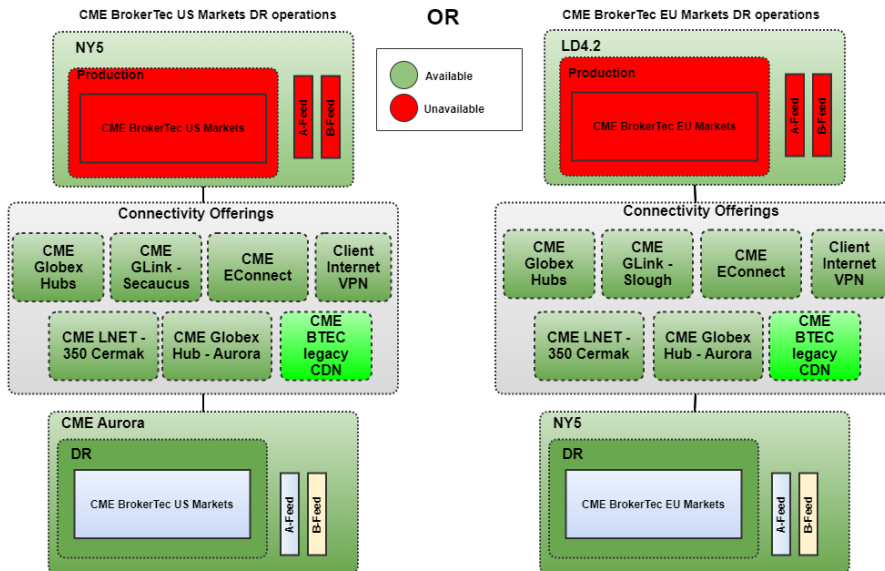 CME BrokerTec US Markets DR operations
OR
CME BrokerTec EU Markets DR operations
NY5
Production
CME BrokerTec US Markets
A-Feed
B-Feed
Available
Unavailable
LD4.2
Production
CME BrokerTec EU Markets
A-Feed
B-Feed
Connectivity Offerings
CME
Globex
Hubs
CME
GLink -
Secaucus
CME
EConnect
Client
Internet
VPN
CME LNET -
350 Cermak
CME Globex
Hub - Aurora
CME
BTEC
legacy
CDN
Connectivity Offerings
CME
Globex
Hubs
CME
GLink -
Slough
CME
EConnect
Client
Internet
VPN
CME LNET -
350 Cermak
CME Globex
Hub - Aurora
CME
BTEC
legacy
CDN
CME Aurora
DR
CME BrokerTec US Markets
A-Feed
B-Feed
NY5
DR
CME BrokerTec EU Markets
A-Feed
B-Feed